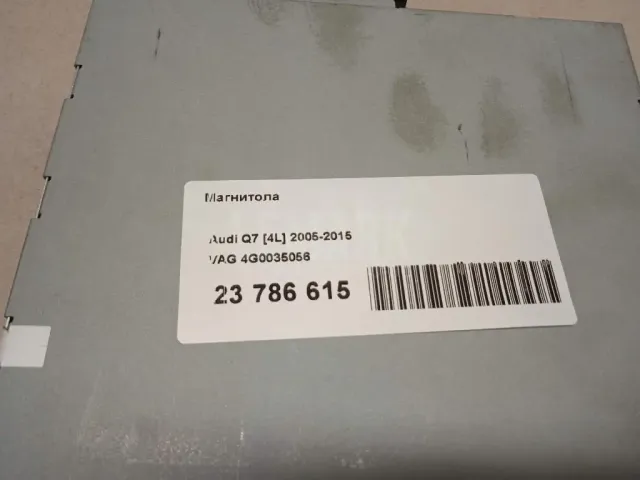 Магнитола
Audi Q7 [4L] 2005-2015
VAG 4G0035056
23 786 615